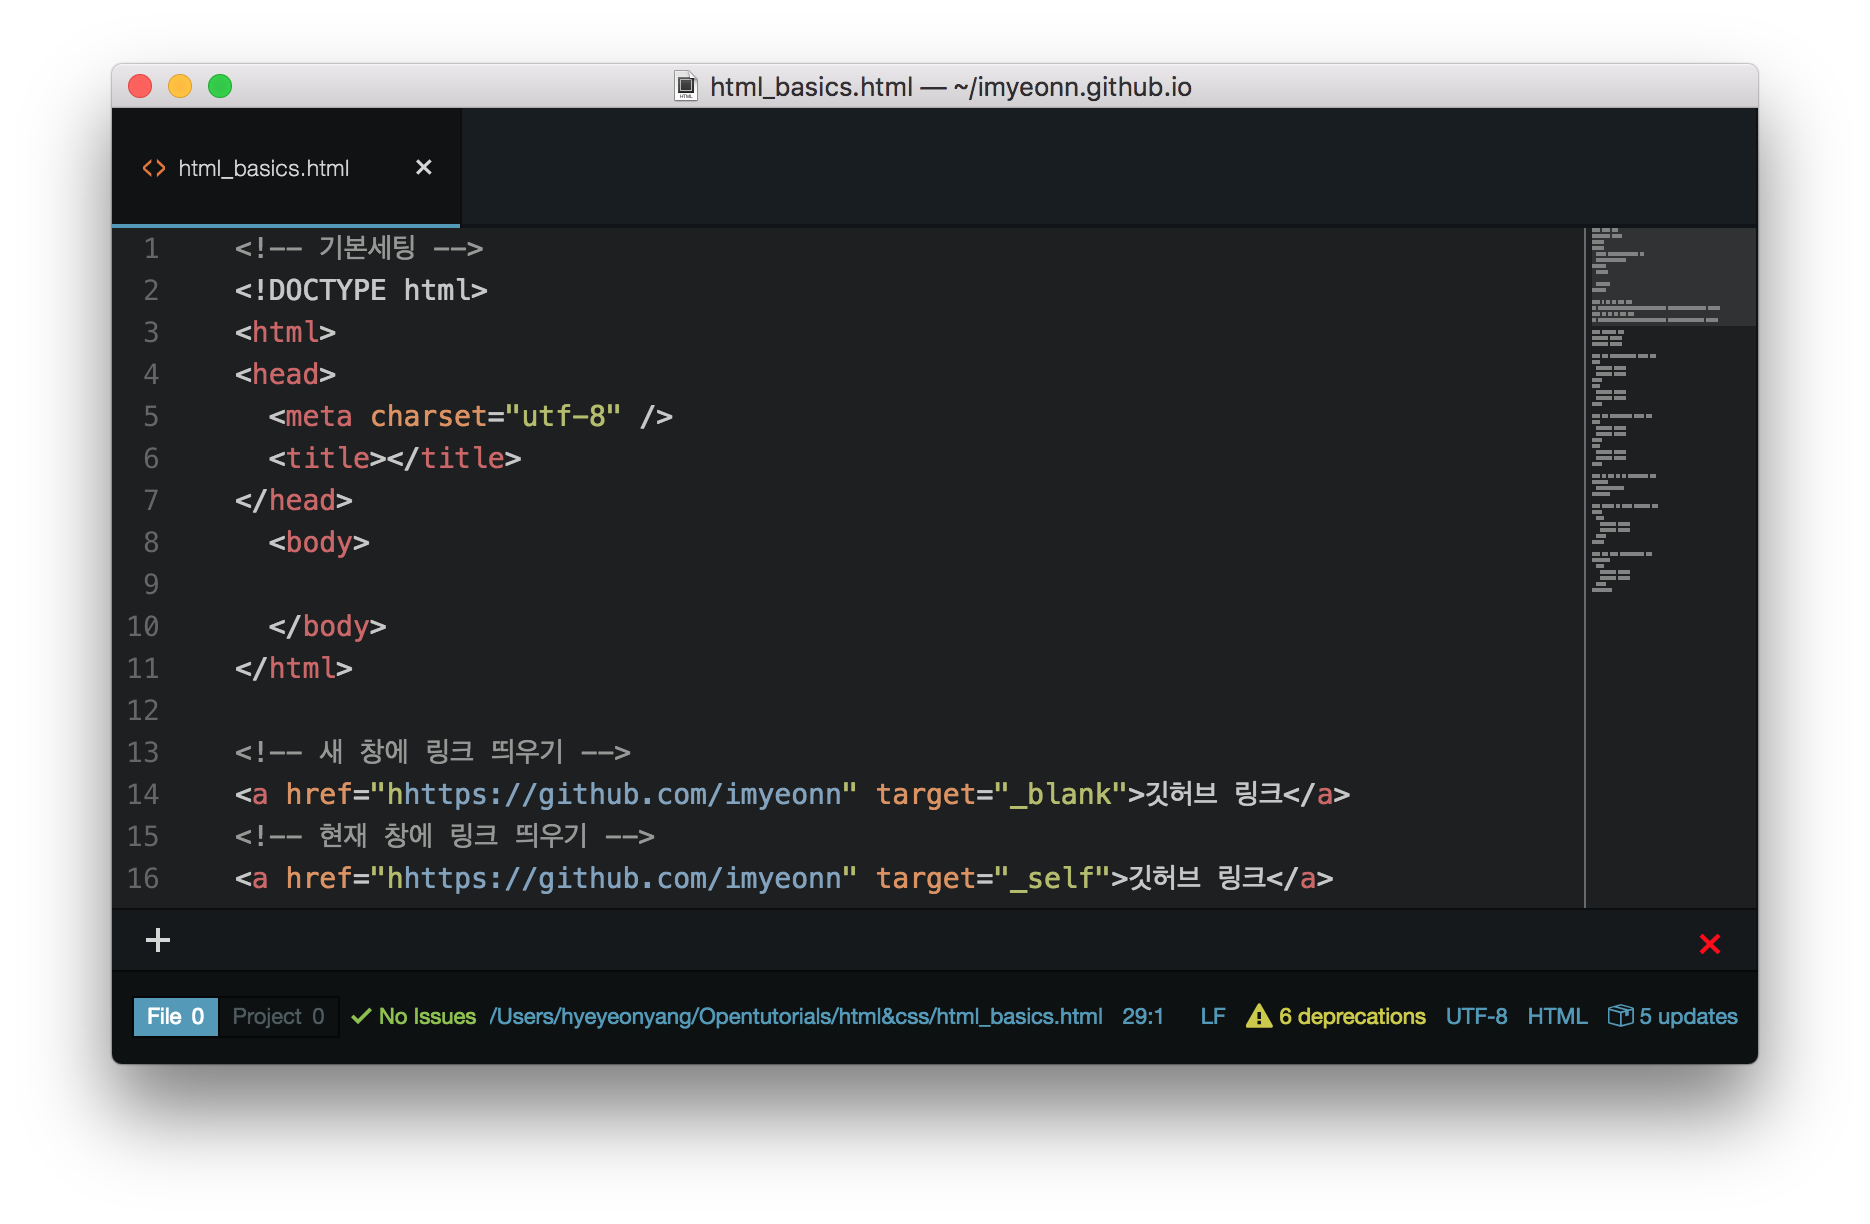 html_basics.html — ~/imyeonn.github.io
<> html_basics.html ×
1 <!-- 기본세팅 -->
2 <!DOCTYPE html>
3 <html>
4 <head>
5   <meta charset="utf-8" />
6   <title></title>
7 </head>
8   <body>
9
10   </body>
11 </html>
12
13 <!-- 새 창에 링크 띄우기 -->
14 <a href="hhttps://github.com/imyeonn" target="_blank">깃허브 링크</a>
15 <!-- 현재 창에 링크 띄우기 -->
16 <a href="hhttps://github.com/imyeonn" target="_self">깃허브 링크</a>
File 0 Project 0 No Issues /Users/hyeyeonyang/Opentutorials/html&css/html_basics.html 29:1 LF 6 deprecations UTF-8 HTML 5 updates